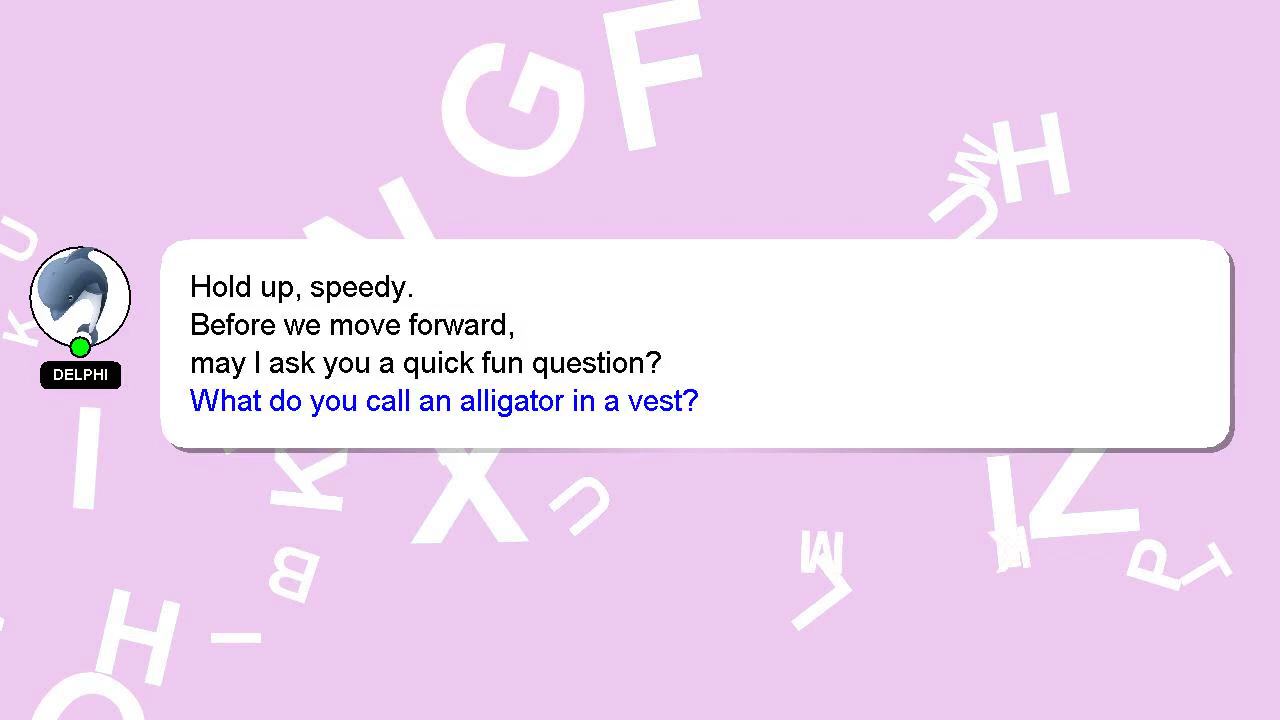 Hold up, speedy.
Before we move forward,
may I ask you a quick fun question?
What do you call an alligator in a vest?
DELPHI
G
F
N
W
H
U
U
K
I
K
X
U
B
H
I
O
M
L
I
Z
K
P
T